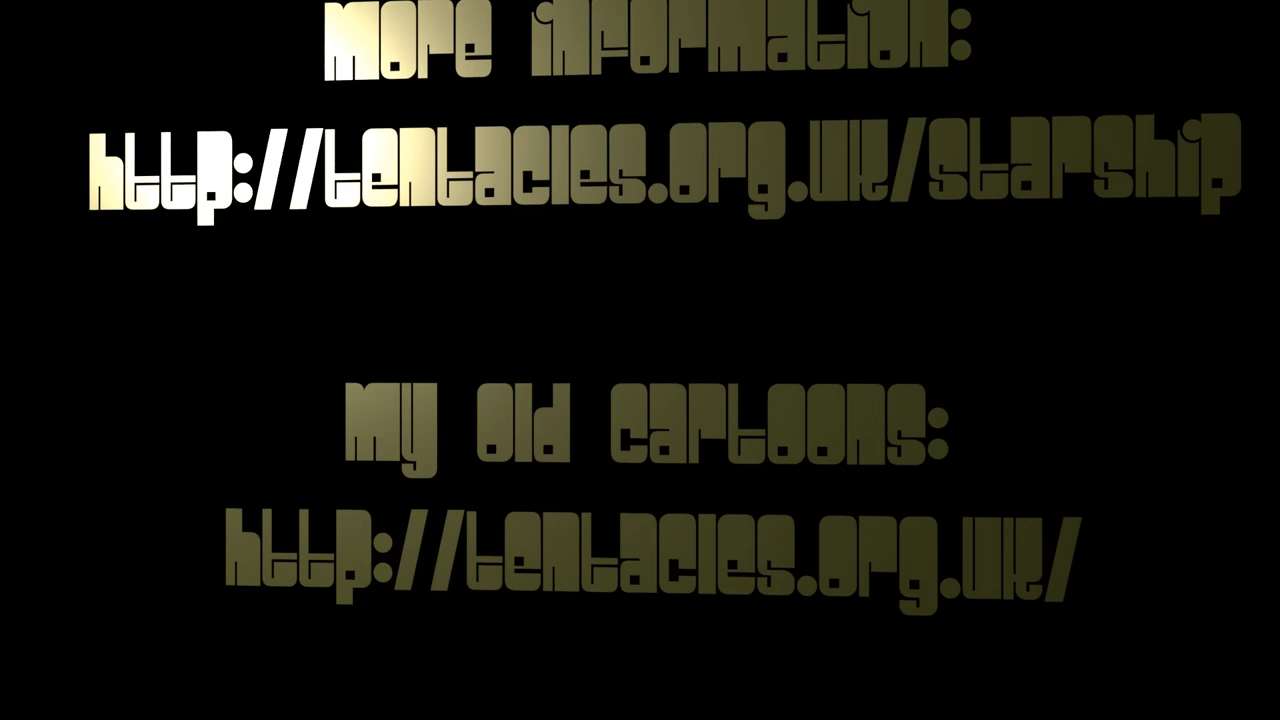 More information:
http://tentacles.org.uk/starship
My old cartoons:
http://tentacles.org.uk/